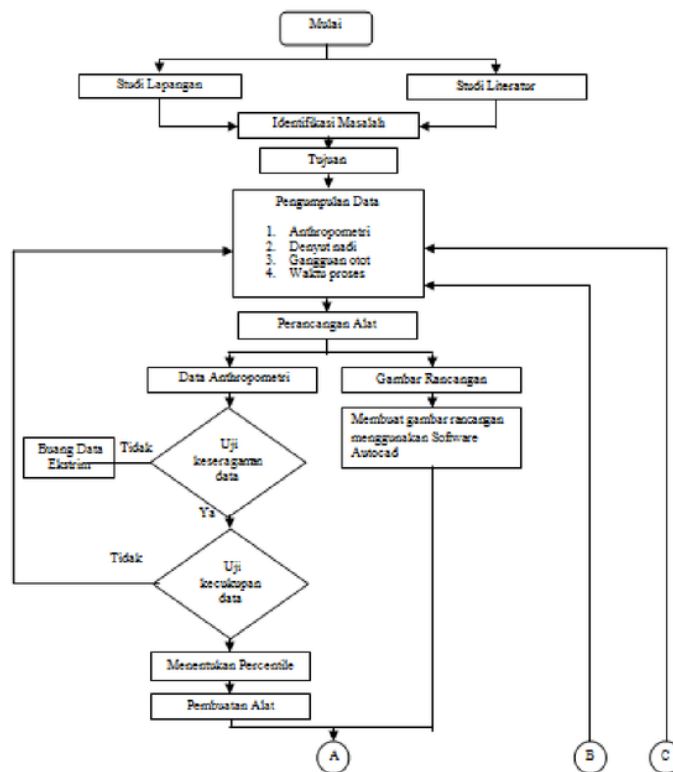 Mulai
Studi Lapangan
Studi Literatur
Identifikasi Masalah
Tujuan
Pengumpulan Data
1. Anthropometri
2. Denyut nadi
3. Gangguan otot
4. Waktu proses
Perancangan Alat
Data Anthropometri
Gambar Rancangan
Membuat gambar rancangan
menggunakan Software
Autocad
Buang Data
Ekstrim
Tidak
Uji
keseragaman
data
Ya
Tidak
Uji
kecukupan
data
Menentukan Percentile
Pembuatan Alat
A
B
C